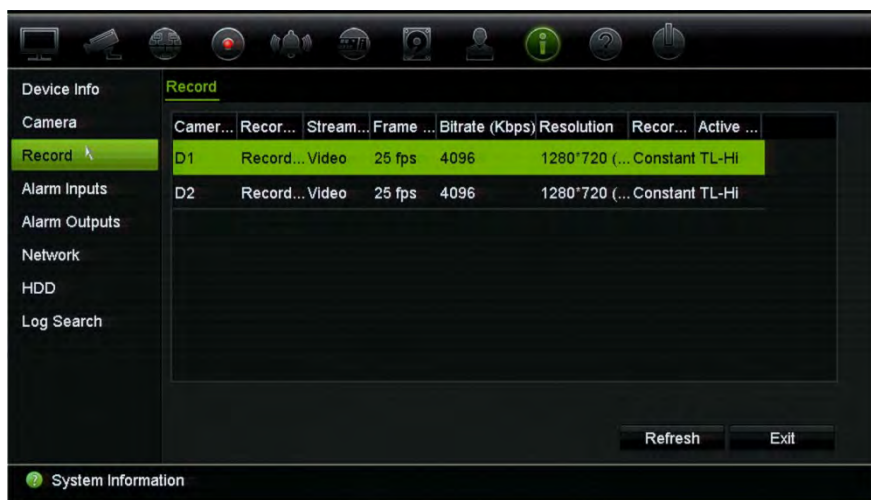 Device Info
Record
Camera
Camer... Recor... Stream... Frame ... Bitrate (Kbps) Resolution Recor... Active ...
Record
D1 Record... Video 25 fps 4096 1280*720 (... Constant TL-Hi
Alarm Inputs
D2 Record... Video 25 fps 4096 1280*720 (... Constant TL-Hi
Alarm Outputs
Network
HDD
Log Search
Refresh Exit
? System Information